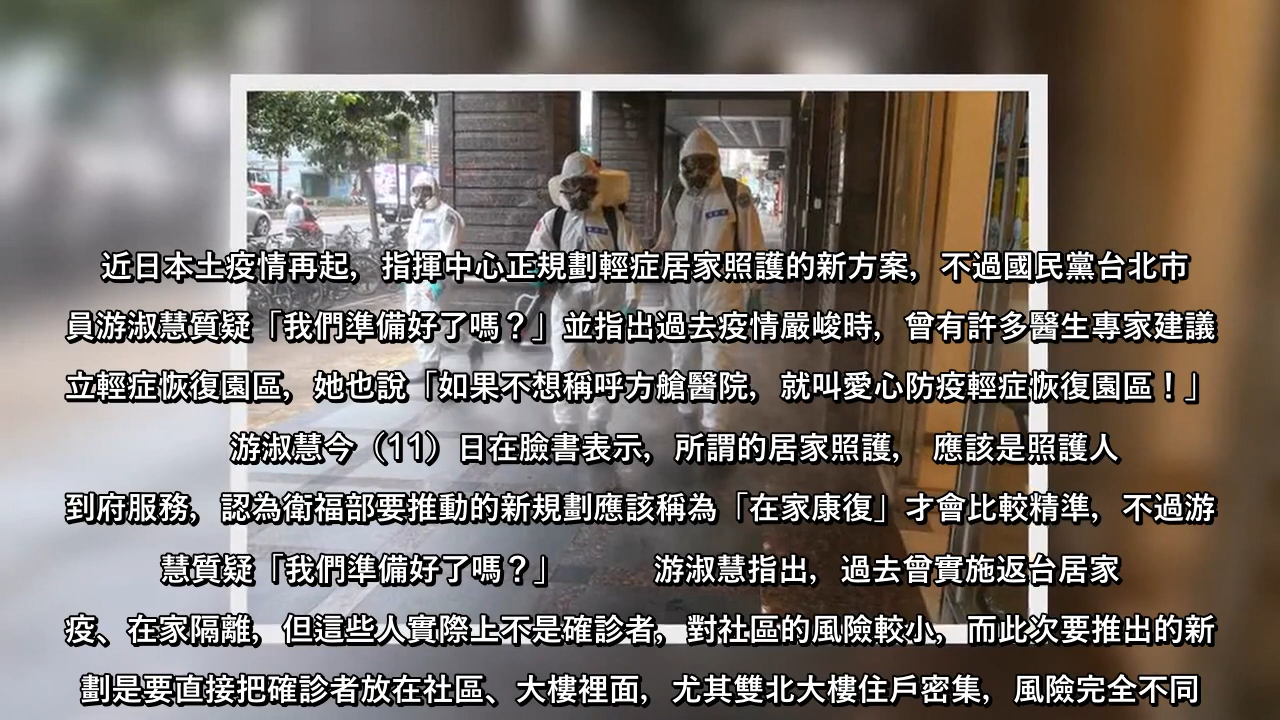 近日本土疫情再起，指揮中心正規劃輕症居家照護的新方案，不過國民黨台北市
員游淑慧質疑「我們準備好了嗎？」並指出過去疫情嚴峻時，曾有許多醫生專家建議
立輕症恢復園區，她也說「如果不想稱呼方艙醫院，就叫愛心防疫輕症恢復園區！」
游淑慧今（11）日在臉書表示，所謂的居家照護， 應該是照護人
到府服務，認為衛福部要推動的新規劃應該稱為「在家康復」才會比較精準，不過游
慧質疑「我們準備好了嗎？」 游淑慧指出，過去曾實施返台居家
疫、在家隔離，但這些人實際上不是確診者，對社區的風險較小，而此次要推出的新
劃是要直接把確診者放在社區、大樓裡面，尤其雙北大樓住戶密集，風險完全不同